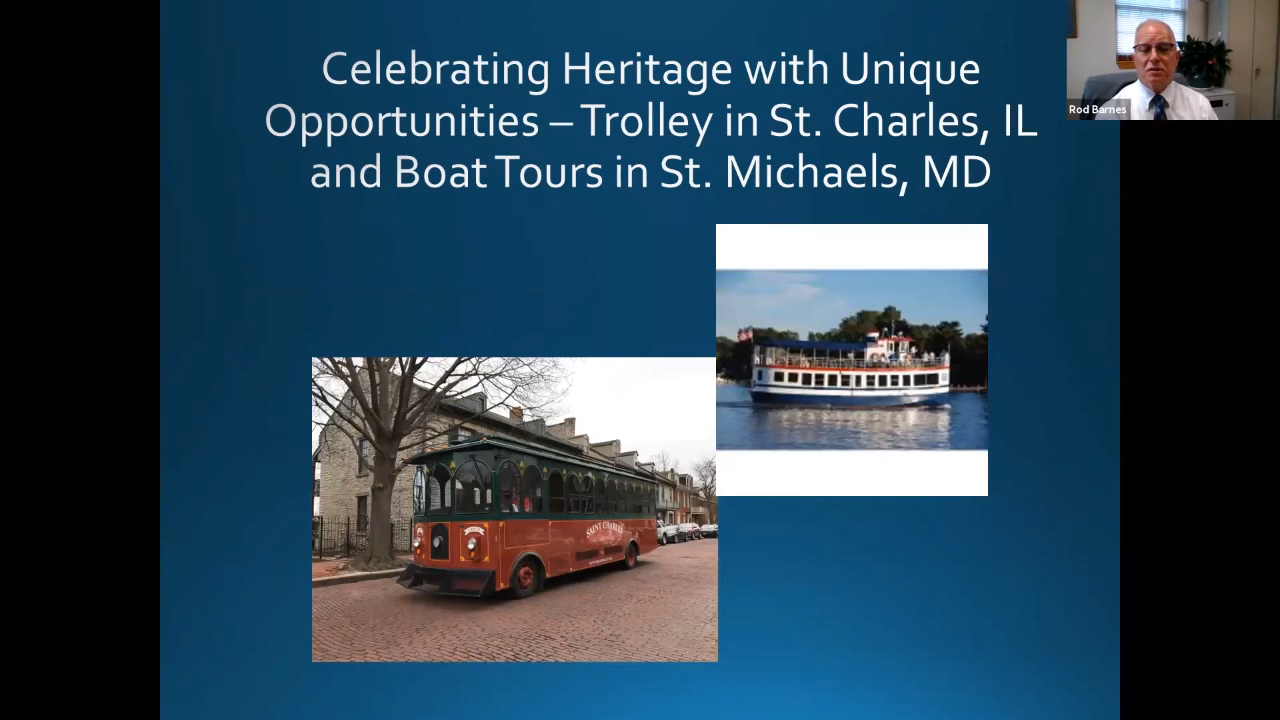 Celebrating Heritage with Unique
Opportunities – Trolley in St. Charles, IL
and Boat Tours in St. Michaels, MD
Rod Barnes
SAINT CHARLES